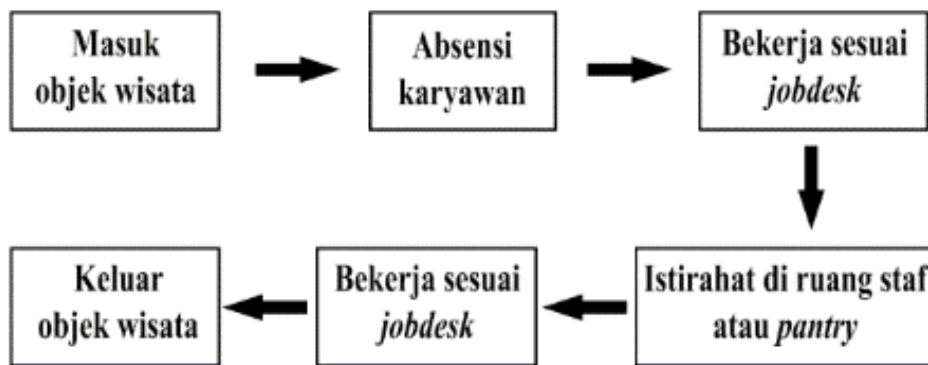 Masuk
objek wisata
Absensi
karyawan
Bekerja sesuai
jobdesk
Istirahat di ruang staf
atau pantry
Bekerja sesuai
jobdesk
Keluar
objek wisata